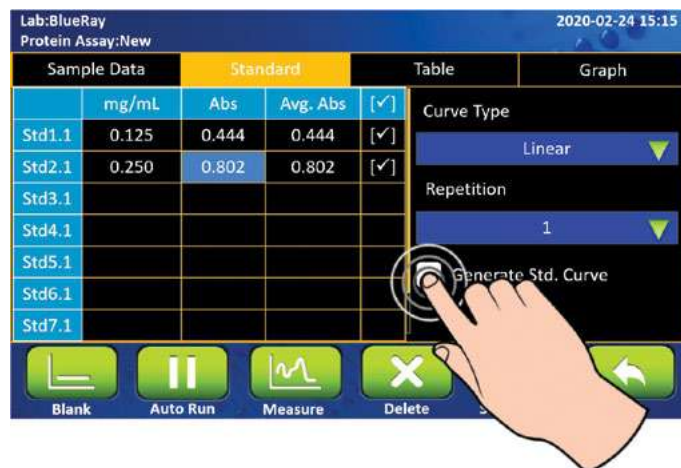 Lab:BlueRay
2020-02-24 15:15
Protein Assay:New
Sample Data Standard Table Graph
mg/mL Abs Avg. Abs [✓]
Std1.1 0.125 0.444 0.444 [✓]
Std2.1 0.250 0.802 0.802 [✓]
Std3.1
Std4.1
Std5.1
Std6.1
Std7.1
Curve Type
Linear
Repetition
1
Generate Std. Curve
Blank Auto Run Measure Delete